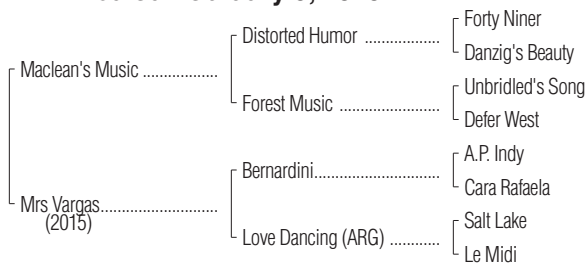 Forty Niner
Distorted Humor ..................
Danzig's Beauty
Maclean's Music ..................
Unbridled's Song
Forest Music ........................
Defer West
A.P. Indy
Bernardini..............................
Cara Rafaela
Mrs Vargas............................
(2015)
Salt Lake
Love Dancing (ARG) ............
Le Midi